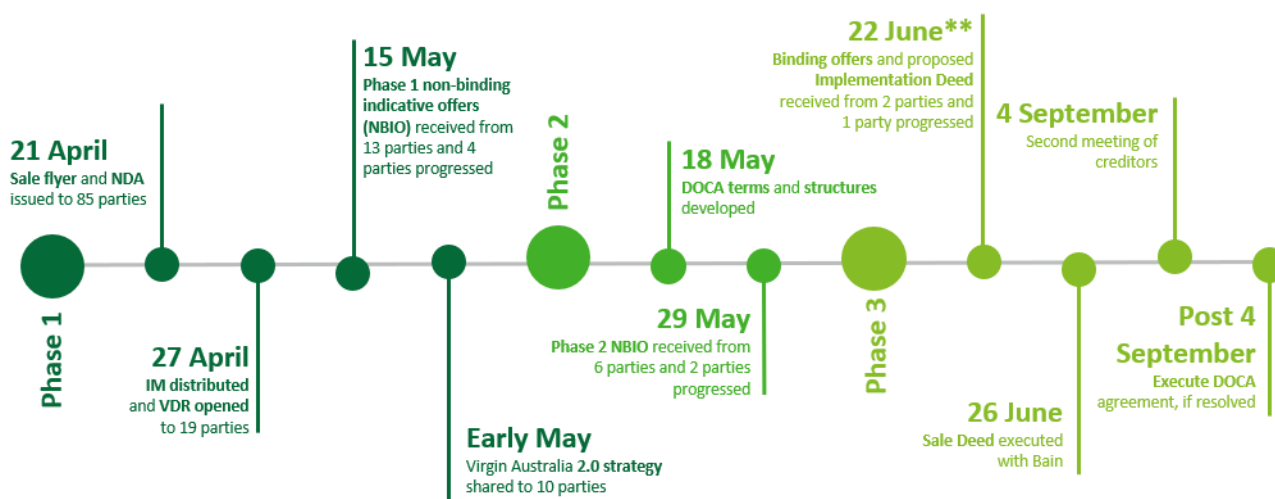 Phase 1
21 April
Sale flyer and NDA
issued to 85 parties
27 April
IM distributed
and VDR opened
to 19 parties
15 May
Phase 1 non-binding
indicative offers
(NBIO) received from
13 parties and 4
parties progressed
Early May
Virgin Australia 2.0 strategy
shared to 10 parties
Phase 2
18 May
DOCA terms and structures
developed
29 May
Phase 2 NBIO received from
6 parties and 2 parties
progressed
Phase 3
22 June**
Binding offers and proposed
Implementation Deed
received from 2 parties and
1 party progressed
26 June
Sale Deed executed
with Bain
4 September
Second meeting of
creditors
Post 4
September
Execute DOCA
agreement, if resolved